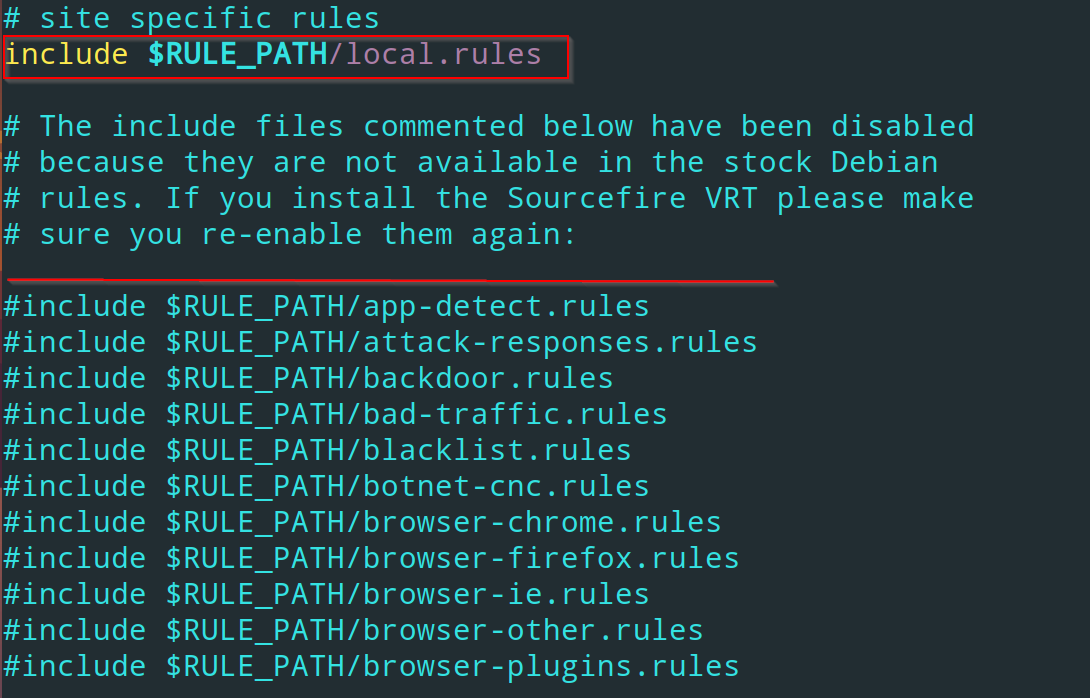 # site specific rules
include $RULE_PATH/local.rules
# The include files commented below have been disabled
# because they are not available in the stock Debian
# rules. If you install the Sourcefire VRT please make
# sure you re-enable them again:
#include $RULE_PATH/app-detect.rules
#include $RULE_PATH/attack-responses.rules
#include $RULE_PATH/backdoor.rules
#include $RULE_PATH/bad-traffic.rules
#include $RULE_PATH/blacklist.rules
#include $RULE_PATH/botnet-cnc.rules
#include $RULE_PATH/browser-chrome.rules
#include $RULE_PATH/browser-firefox.rules
#include $RULE_PATH/browser-ie.rules
#include $RULE_PATH/browser-other.rules
#include $RULE_PATH/browser-plugins.rules